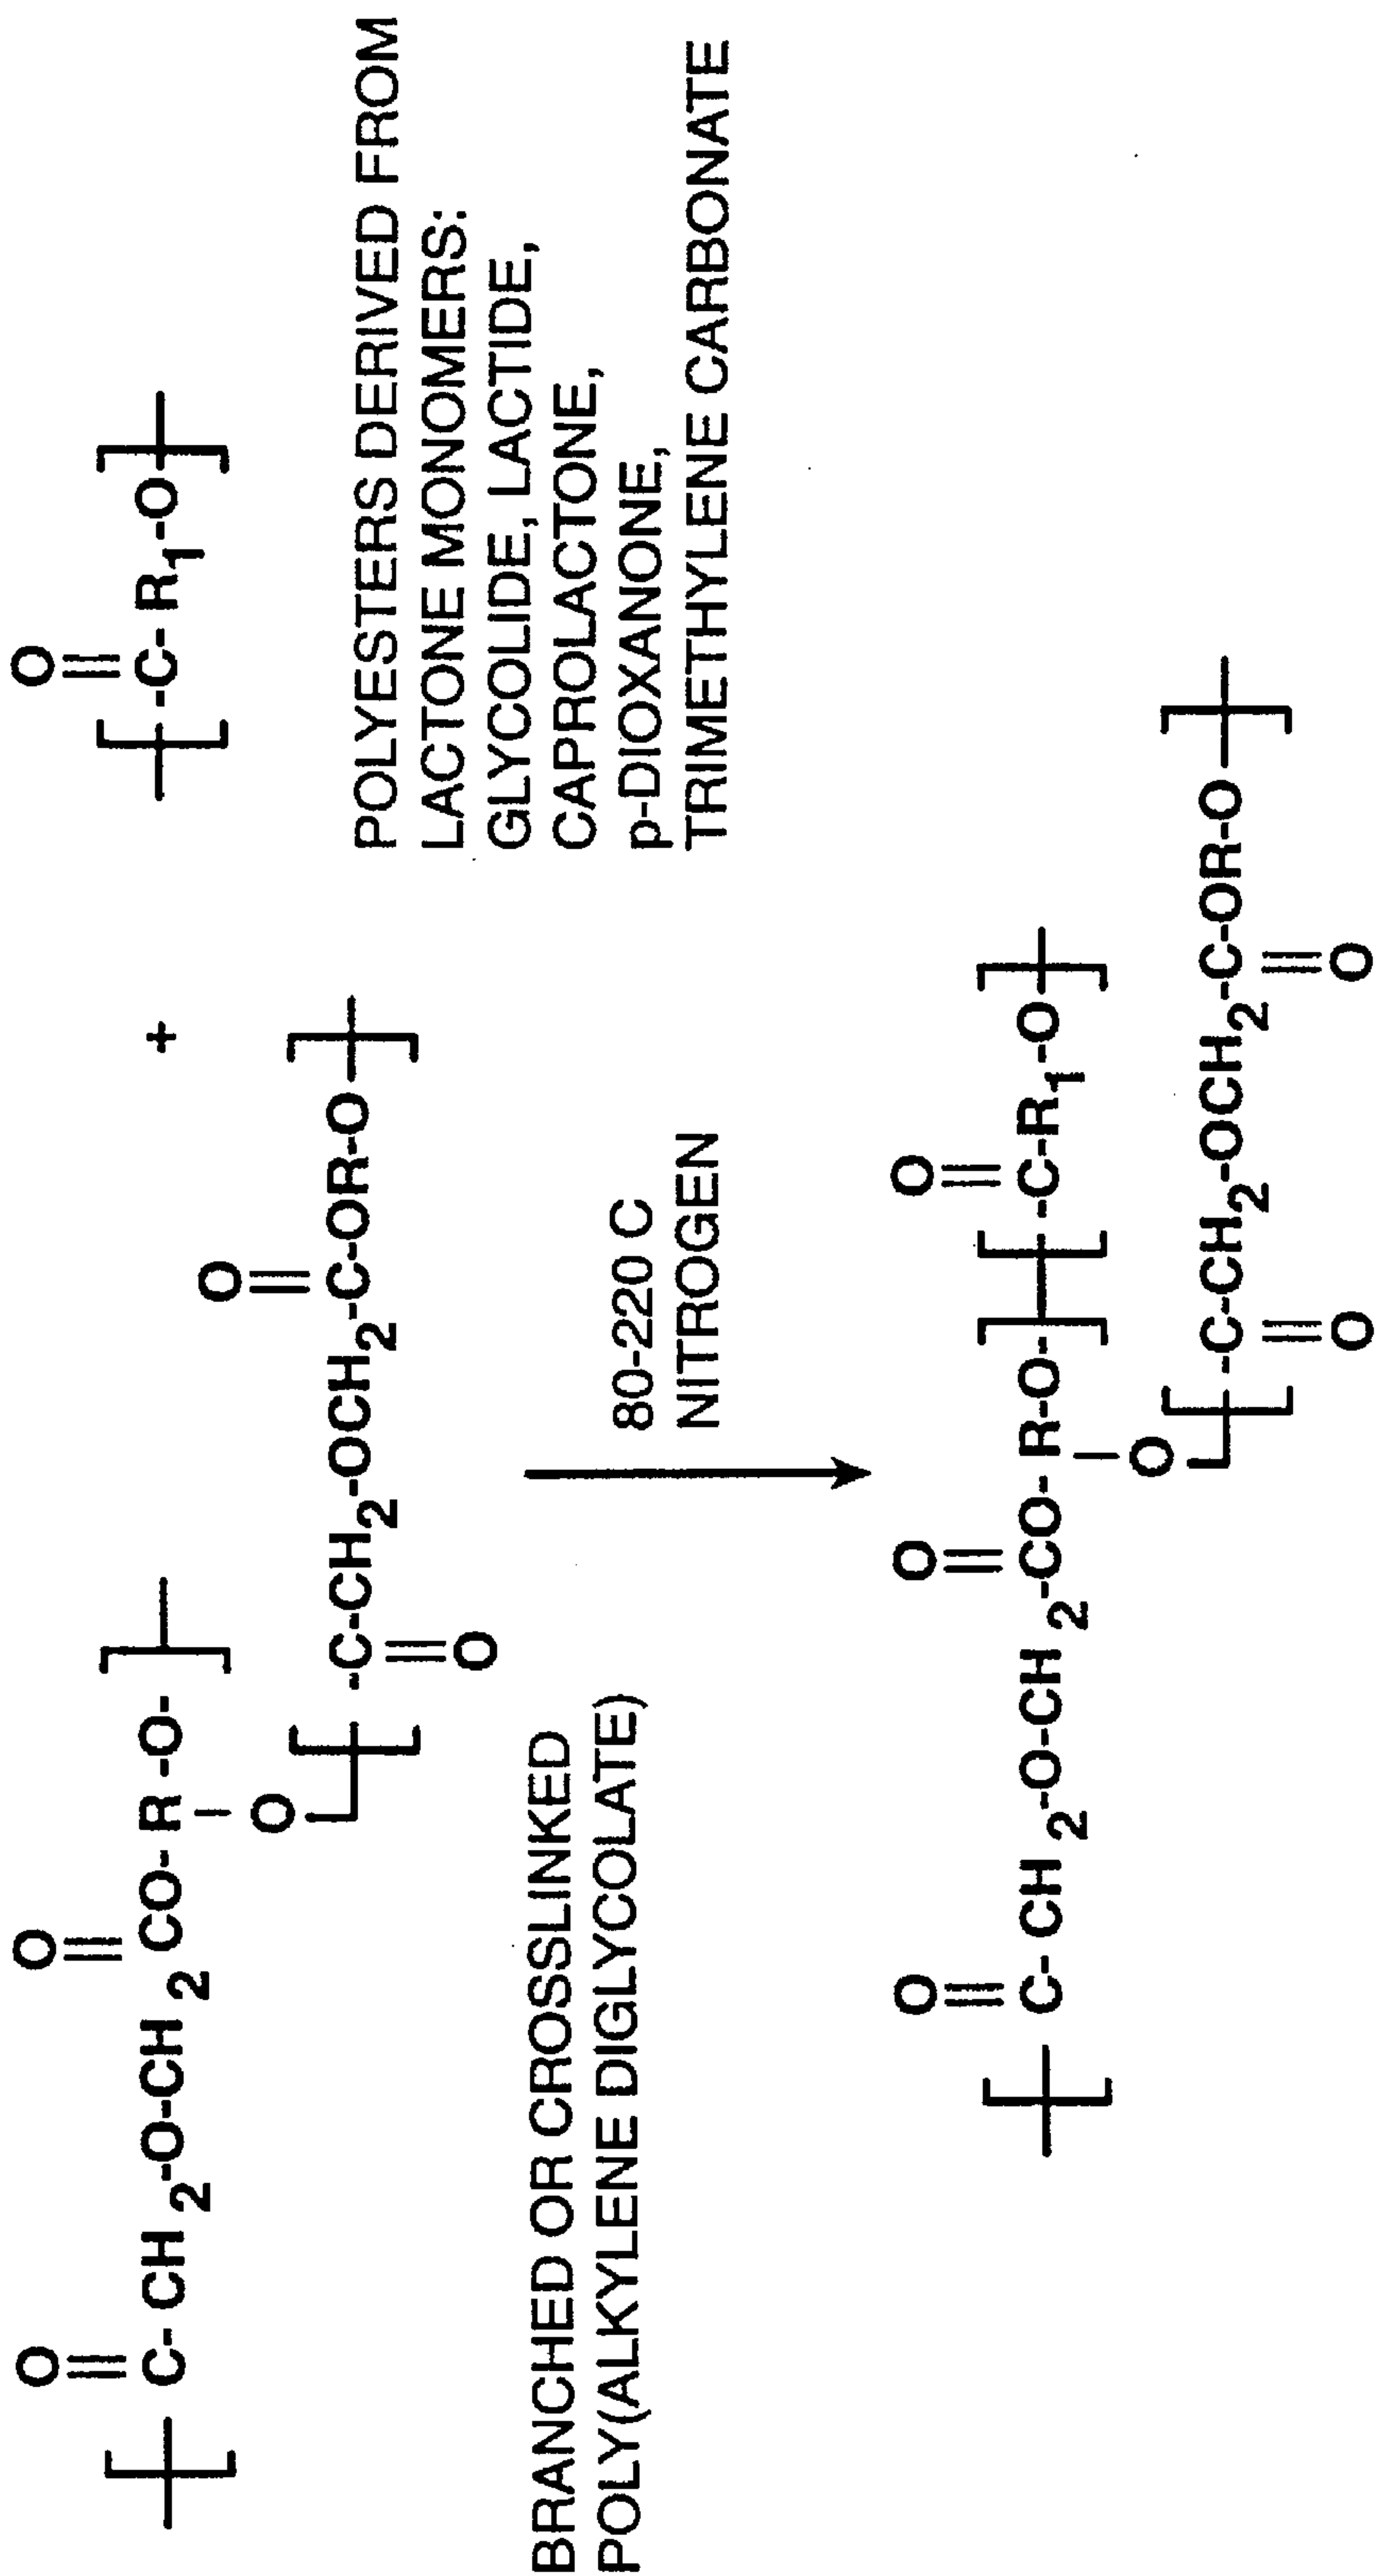 O O O
[ C- CH2-O-CH2 CO- R -O- ] + [ -C- R1-O ]
O
O
[ -C-CH2-OCH2-C-OR-O ]
O
BRANCHED OR CROSSLINKED
POLY(ALKYLENE DIGLYCOLATE)
POLYESTERS DERIVED FROM
LACTONE MONOMERS:
GLYCOLIDE, LACTIDE,
CAPROLACTONE,
p-DIOXANONE,
TRIMETHYLENE CARBONATE
80-220 C
NITROGEN
O O O
[ C- CH2-O-CH2-CO- R-O- ] [ -C-R1-O ]
O
[ -C-CH2-OCH2-C-OR-O ]
O O